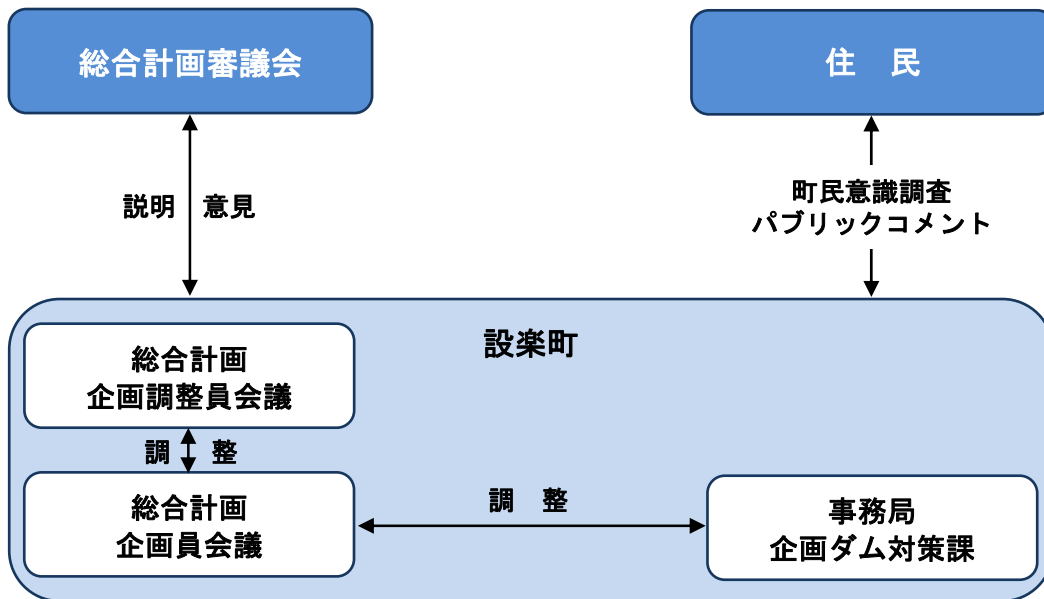 総合計画審議会
住　民
説明　意見
町民意識調査
パブリックコメント
設楽町
総合計画
企画調整員会議
調　整
総合計画
企画員会議
調　整
事務局
企画ダム対策課